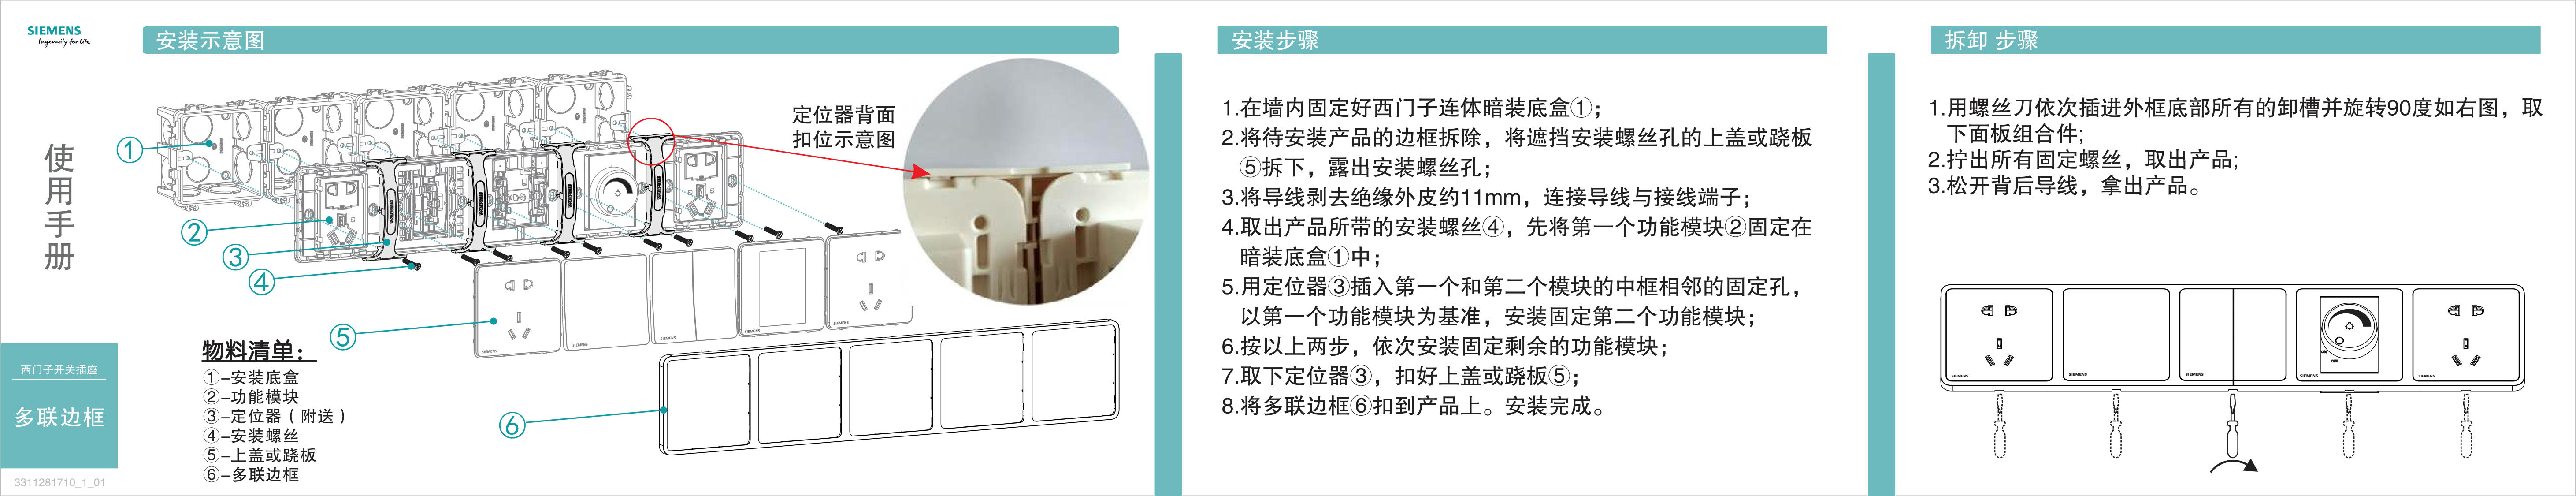 SIEMENS
Ingenuity for life
使用手册
西门子开关插座
多联边框
3311281710_1_01
安装示意图
定位器背面
扣位示意图
①
②
③
④
⑤
⑥
SIEMENS
SIEMENS
SIEMENS
SIEMENS
SIEMENS
物料清单：
①-安装底盒
②-功能模块
③-定位器（附送）
④-安装螺丝
⑤-上盖或跷板
⑥-多联边框
安装步骤
1.在墙内固定好西门子连体暗装底盒①；
2.将待安装产品的边框拆除，将遮挡安装螺丝孔的上盖或跷板
⑤拆下，露出安装螺丝孔；
3.将导线剥去绝缘外皮约11mm，连接导线与接线端子；
4.取出产品所带的安装螺丝④，先将第一个功能模块②固定在
暗装底盒①中；
5.用定位器③插入第一个和第二个模块的中框相邻的固定孔，
以第一个功能模块为基准，安装固定第二个功能模块；
6.按以上两步，依次安装固定剩余的功能模块；
7.取下定位器③，扣好上盖或跷板⑤；
8.将多联边框⑥扣到产品上。安装完成。
拆卸 步骤
1.用螺丝刀依次插进外框底部所有的卸槽并旋转90度如右图，取
下面板组合件;
2.拧出所有固定螺丝，取出产品;
3.松开背后导线，拿出产品。
ON
OFF
SIEMENS
SIEMENS
SIEMENS
SIEMENS
SIEMENS